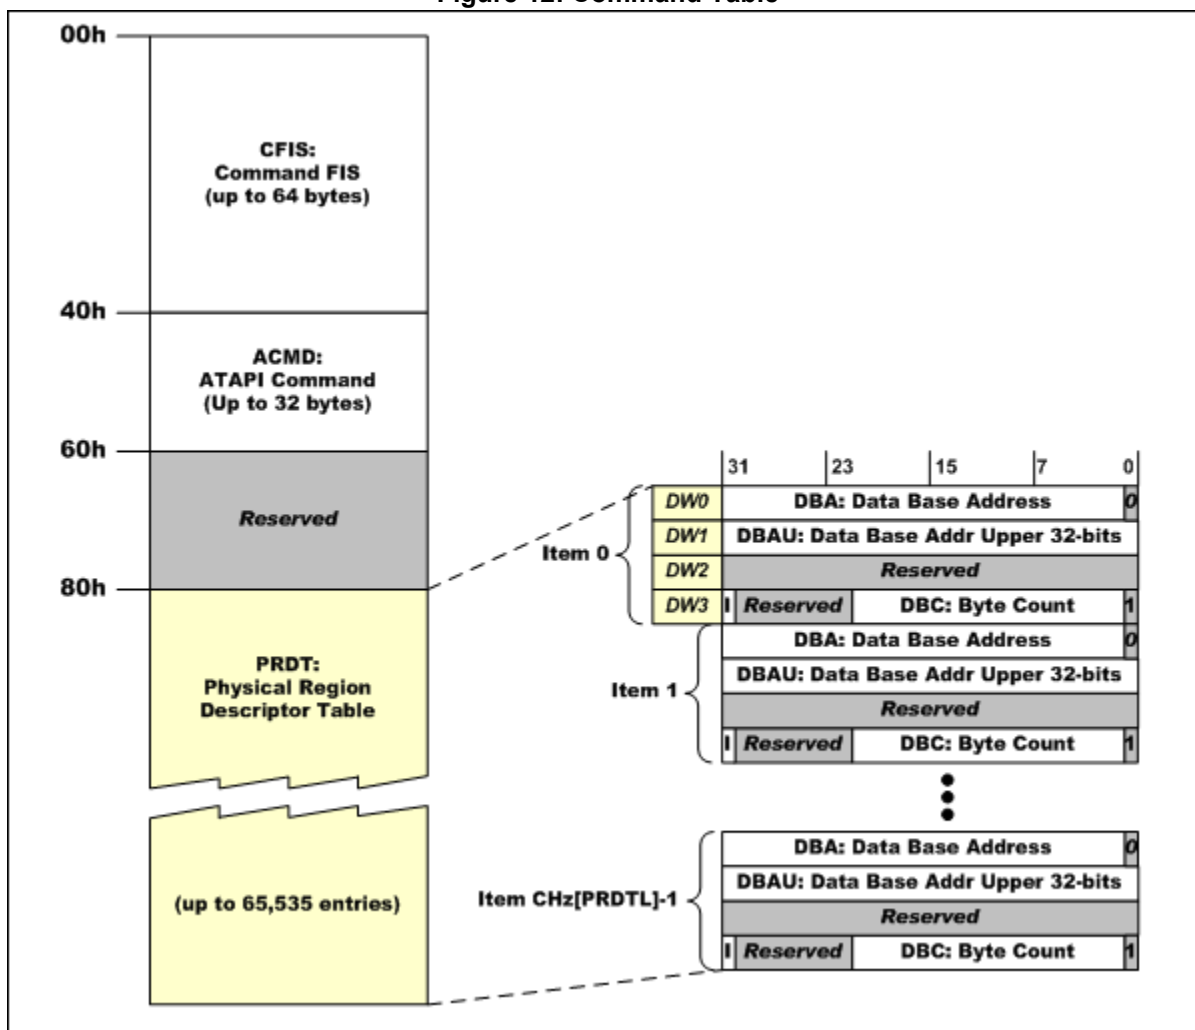 Figure 12: Command Table
00h
CFIS:
Command FIS
(up to 64 bytes)
40h
ACMD:
ATAPI Command
(Up to 32 bytes)
60h
Reserved
80h
PRDT:
Physical Region
Descriptor Table
(up to 65,535 entries)
31 23 15 7 0
Item 0
DW0 DBA: Data Base Address 0
DW1 DBAU: Data Base Addr Upper 32-bits
DW2 Reserved
DW3 I Reserved DBC: Byte Count 1
Item 1
DBA: Data Base Address 0
DBAU: Data Base Addr Upper 32-bits
Reserved
I Reserved DBC: Byte Count 1
Item CHz[PRDTL]-1
DBA: Data Base Address 0
DBAU: Data Base Addr Upper 32-bits
Reserved
I Reserved DBC: Byte Count 1